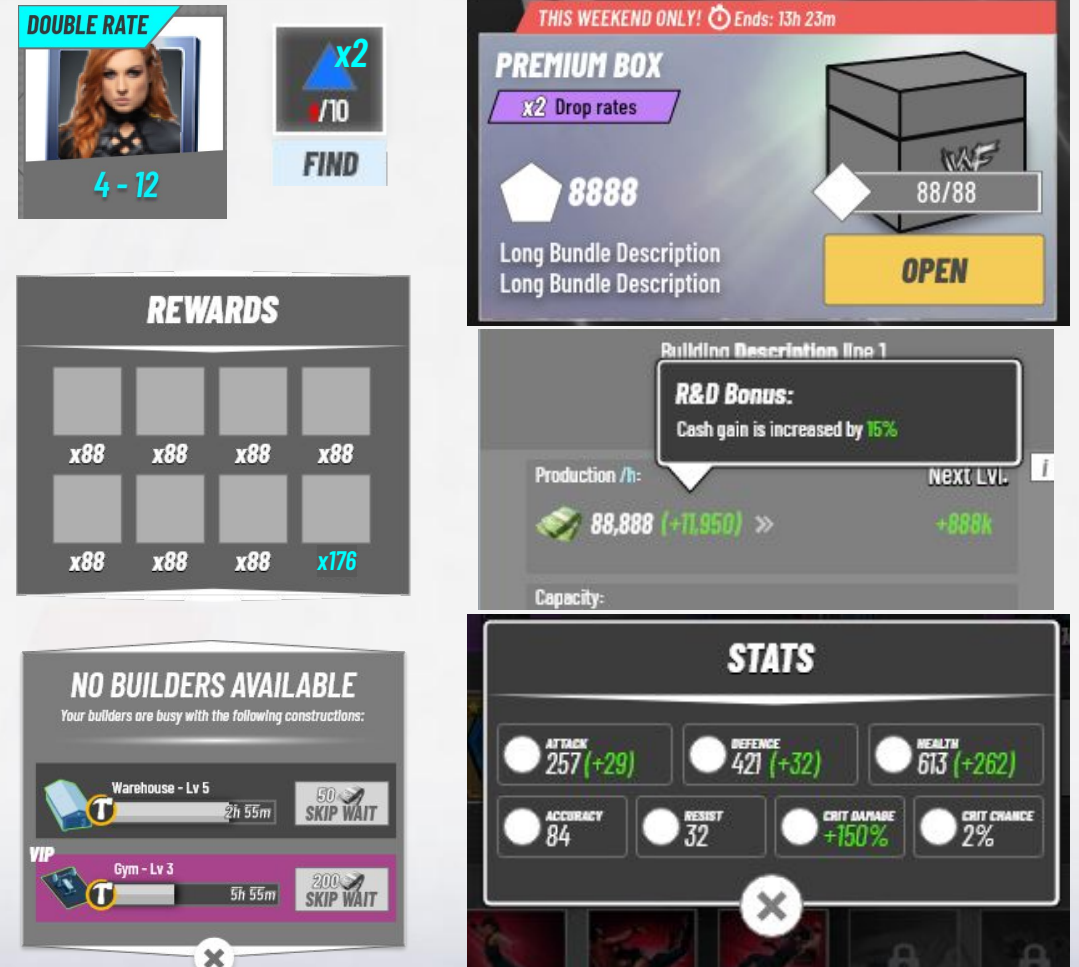 DOUBLE RATE
4 - 12
x2
/10
FIND
THIS WEEKEND ONLY! Ends: 13h 23m
PREMIUM BOX
x2 Drop rates
8888
88/88
Long Bundle Description
Long Bundle Description
OPEN
REWARDS
x88 x88 x88 x88
x88 x88 x88 x176
Building Description line 1
R&D Bonus:
Cash gain is increased by 15%
Production /h:
Next Lvl.
i
88,888 (+11,950) »
+888k
Capacity:
NO BUILDERS AVAILABLE
Your builders are busy with the following constructions:
Warehouse - Lv 5
T
2h 55m
50
SKIP WAIT
VIP
Gym - Lv 3
T
5h 55m
200
SKIP WAIT
STATS
ATTACK
257 (+29)
DEFENCE
421 (+32)
HEALTH
613 (+262)
ACCURACY
84
RESIST
32
CRIT DAMAGE
+150%
CRIT CHANCE
2%